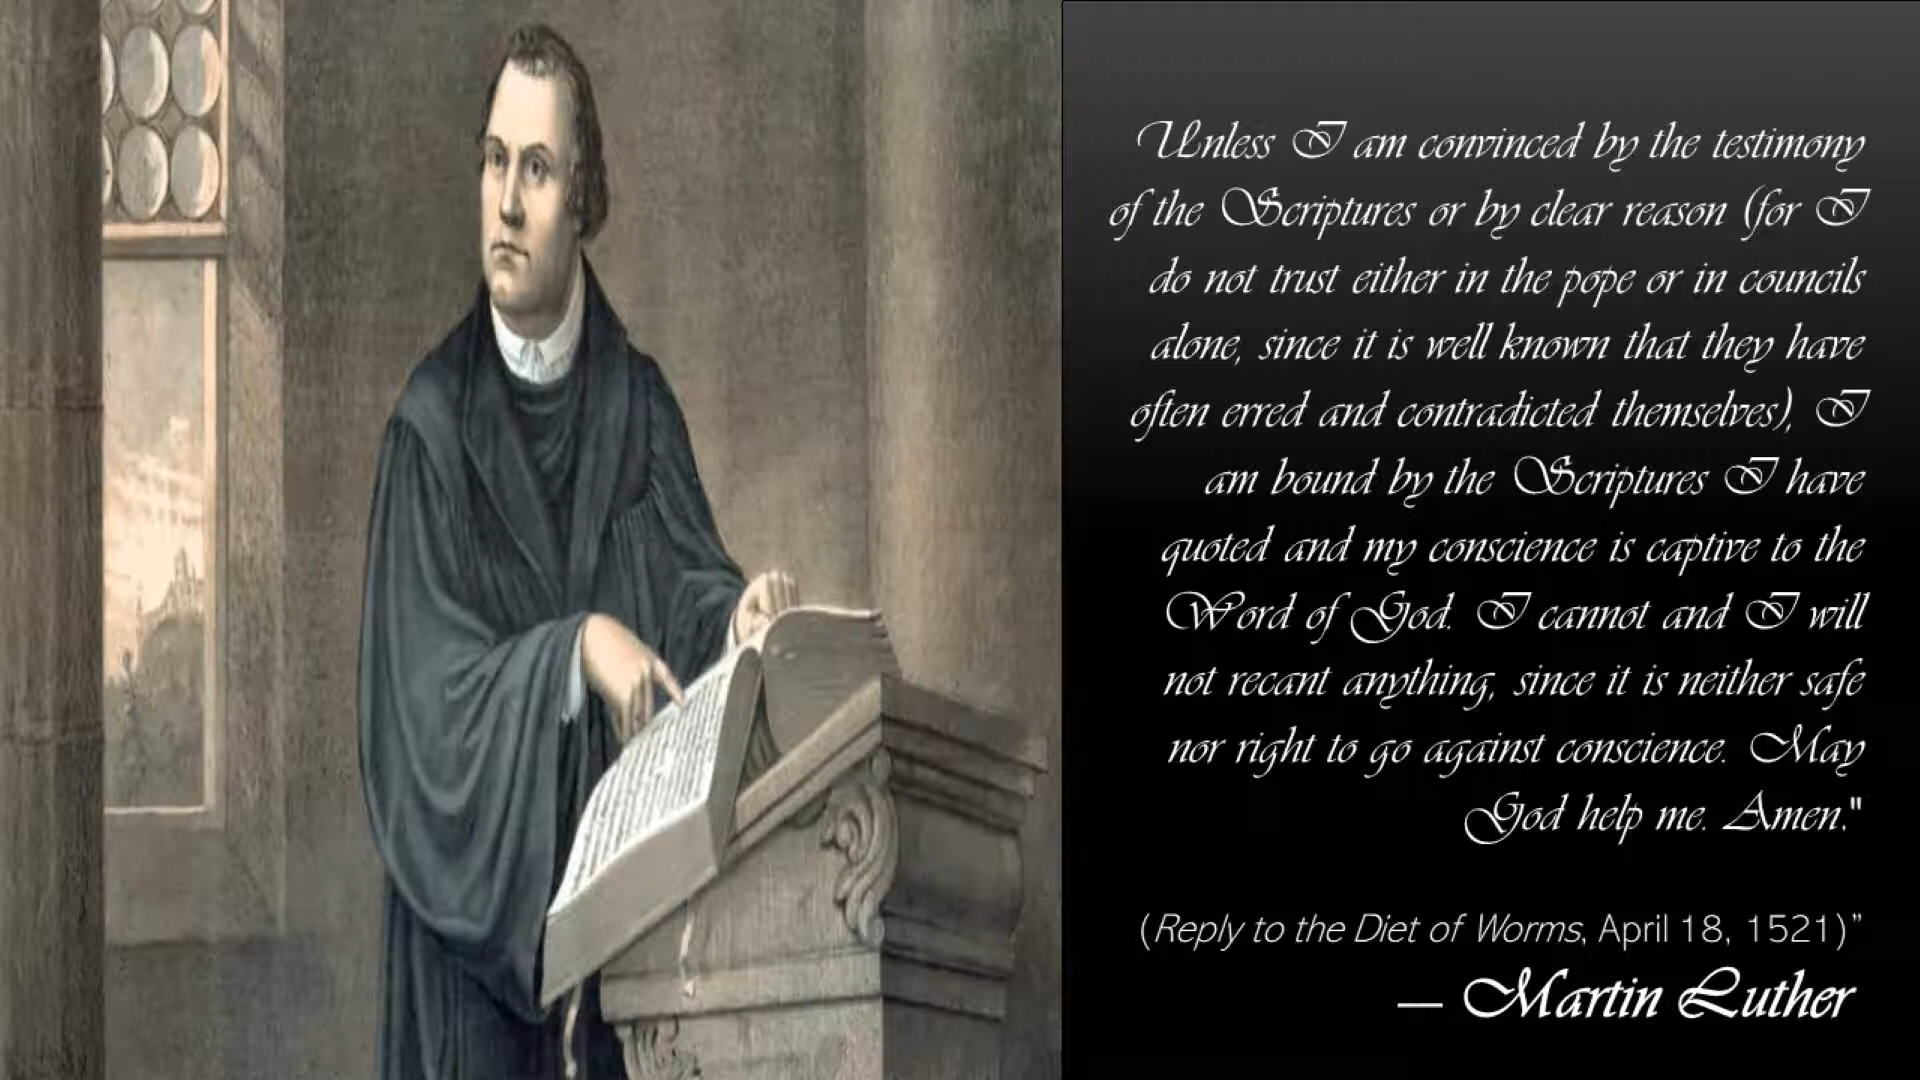 Unless I am convinced by the testimony
of the Scriptures or by clear reason (for I
do not trust either in the pope or in councils
alone, since it is well known that they have
often erred and contradicted themselves), I
am bound by the Scriptures I have
quoted and my conscience is captive to the
Word of God. I cannot and I will
not recant anything, since it is neither safe
nor right to go against conscience. May
God help me. Amen."
(Reply to the Diet of Worms, April 18, 1521)”
— Martin Luther